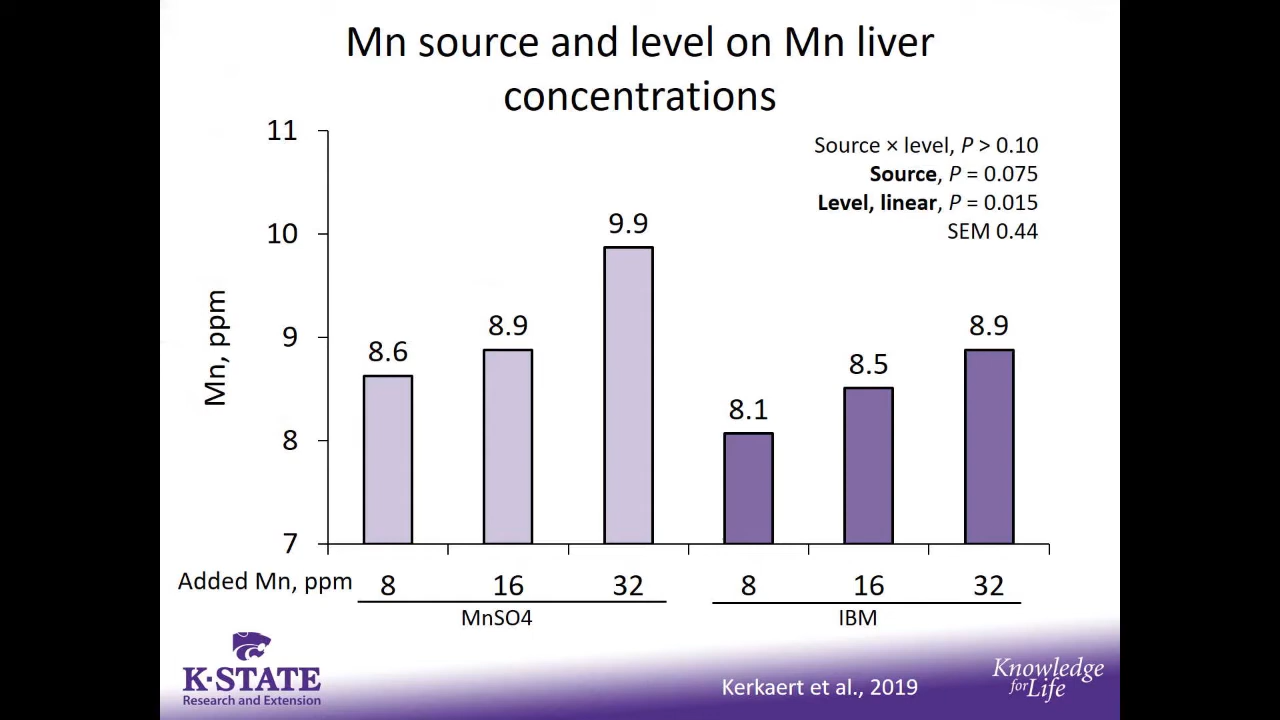 Mn source and level on Mn liver
concentrations
11
Source × level, P > 0.10
Source, P = 0.075
Level, linear, P = 0.015
SEM 0.44
10
9
8
7
Mn, ppm
8.6
8.9
9.9
8.1
8.5
8.9
Added Mn, ppm 8 16 32 8 16 32
MnSO4 IBM
K-STATE
Research and Extension
Kerkaert et al., 2019
Knowledge
for Life